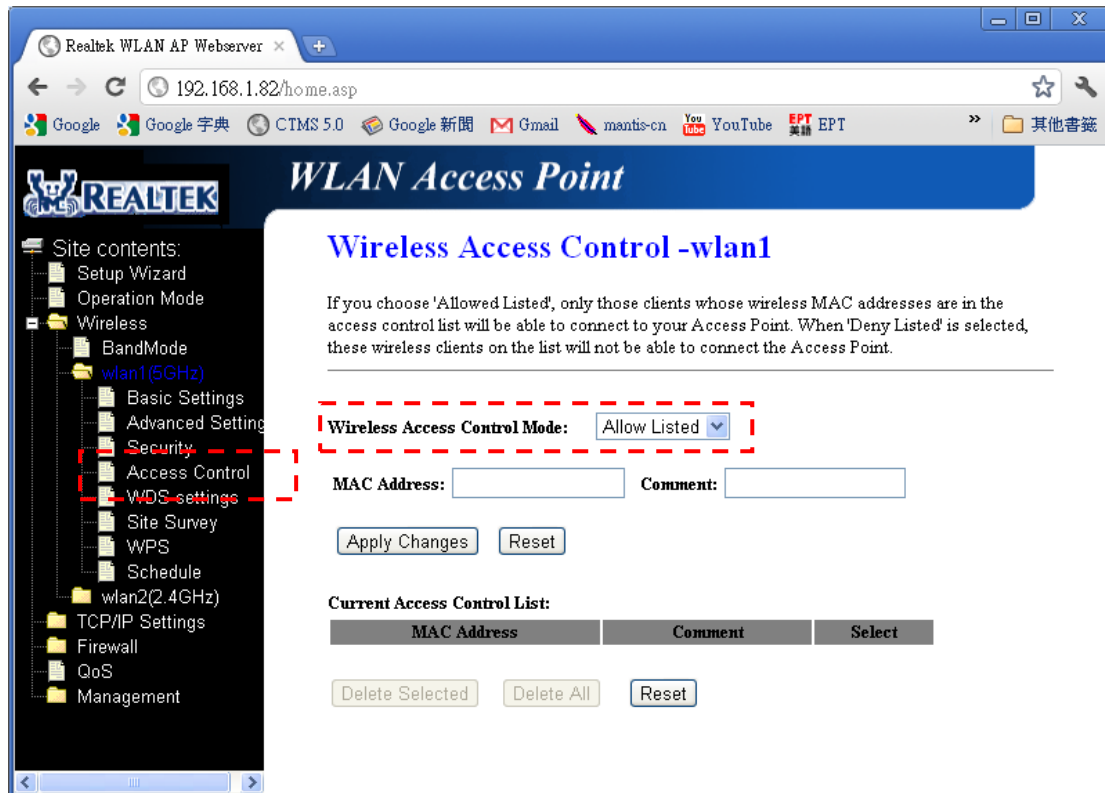 Realtek WLAN AP Webserver
192.168.1.82/home.asp
Google Google 字典 CTMS 5.0 Google 新聞 Gmail mantis-cn You Tube YouTube EPT 美語 EPT » 其他書籤
REALTEK
WLAN Access Point
Site contents:
Setup Wizard
Operation Mode
Wireless
BandMode
wlan1(5GHz)
Basic Settings
Advanced Setting
Security
Access Control
WDS settings
Site Survey
WPS
Schedule
wlan2(2.4GHz)
TCP/IP Settings
Firewall
QoS
Management
Wireless Access Control -wlan1
If you choose 'Allowed Listed', only those clients whose wireless MAC addresses are in the
access control list will be able to connect to your Access Point. When 'Deny Listed' is selected,
these wireless clients on the list will not be able to connect the Access Point.
Wireless Access Control Mode: Allow Listed
MAC Address: Comment:
Apply Changes Reset
Current Access Control List:
MAC Address Comment Select
Delete Selected Delete All Reset